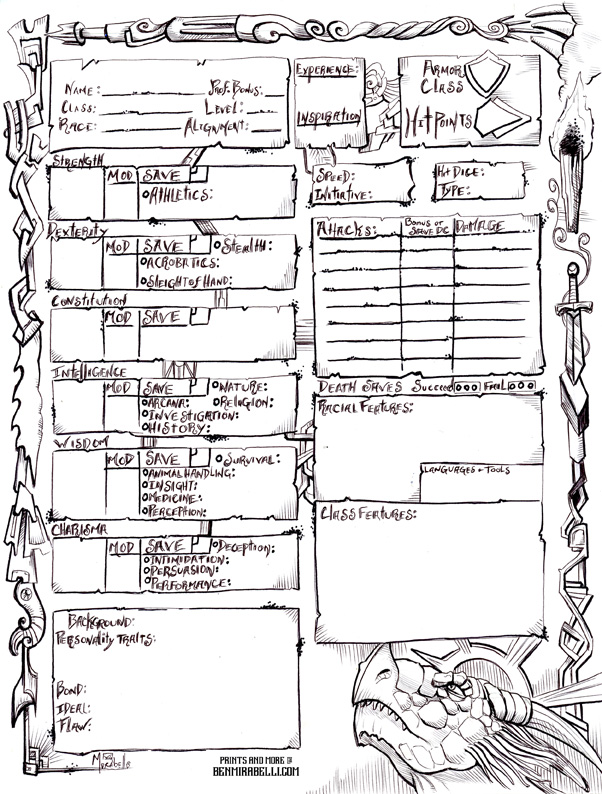 Name: Prof. Bonus:
Class: Level:
Race: Alignment:
Experience:
Inspiration
Armor
Class
Hit Points
Speed:
Initiative:
Hit Dice:
Type:
Strength
Mod Save
Athletics:
Dexterity
Mod Save Stealth:
Acrobatics:
Sleight of Hand:
Constitution
Mod Save
Intelligence
Mod Save Nature:
Arcana: Religion:
Investigation:
History:
Wisdom
Mod Save Survival:
Animal Handling:
Insight:
Medicine:
Perception:
Charisma
Mod Save Deception:
Intimidation:
Persuasion:
Performance:
Background:
Personality Traits:
Bond:
Ideal:
Flaw:
Attacks: Bonus or Save DC Damage
Death Saves Succeed Fail
Racial Features:
Languages + Tools
Class Features:
PRINTS AND MORE @
BENMIRABELLI.COM